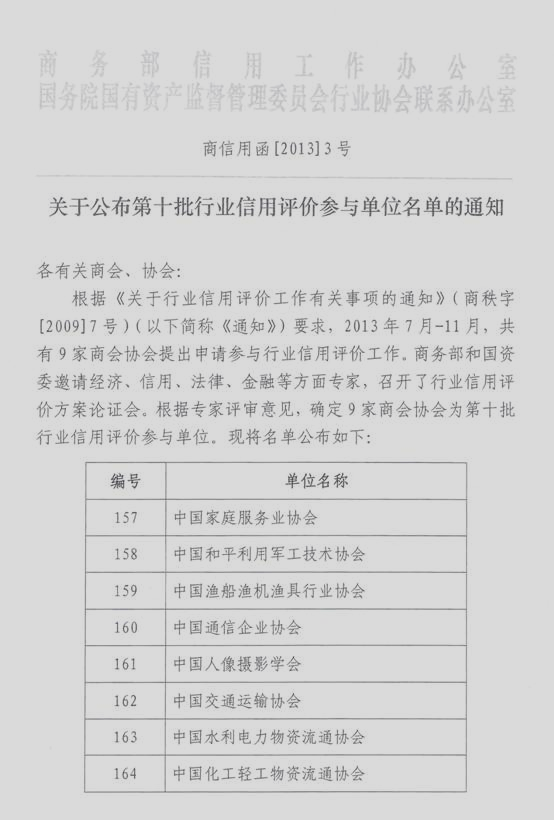 商务部信用工作办公室
国务院国有资产监督管理委员会行业协会联系办公室
商信用函[2013]3号
关于公布第十批行业信用评价参与单位名单的通知
各有关商会、协会：
根据《关于行业信用评价工作有关事项的通知》（商秩字
[2009]7号）（以下简称《通知》）要求，2013年7月-11月，共
有9家商会协会提出申请参与行业信用评价工作。商务部和国资
委邀请经济、信用、法律、金融等方面专家，召开了行业信用评
价方案论证会。根据专家评审意见，确定9家商会协会为第十批
行业信用评价参与单位。现将名单公布如下：
编号 单位名称
157 中国家庭服务业协会
158 中国和平利用军工技术协会
159 中国渔船渔机渔具行业协会
160 中国通信企业协会
161 中国人像摄影学会
162 中国交通运输协会
163 中国水利电力物资流通协会
164 中国化工轻工物资流通协会